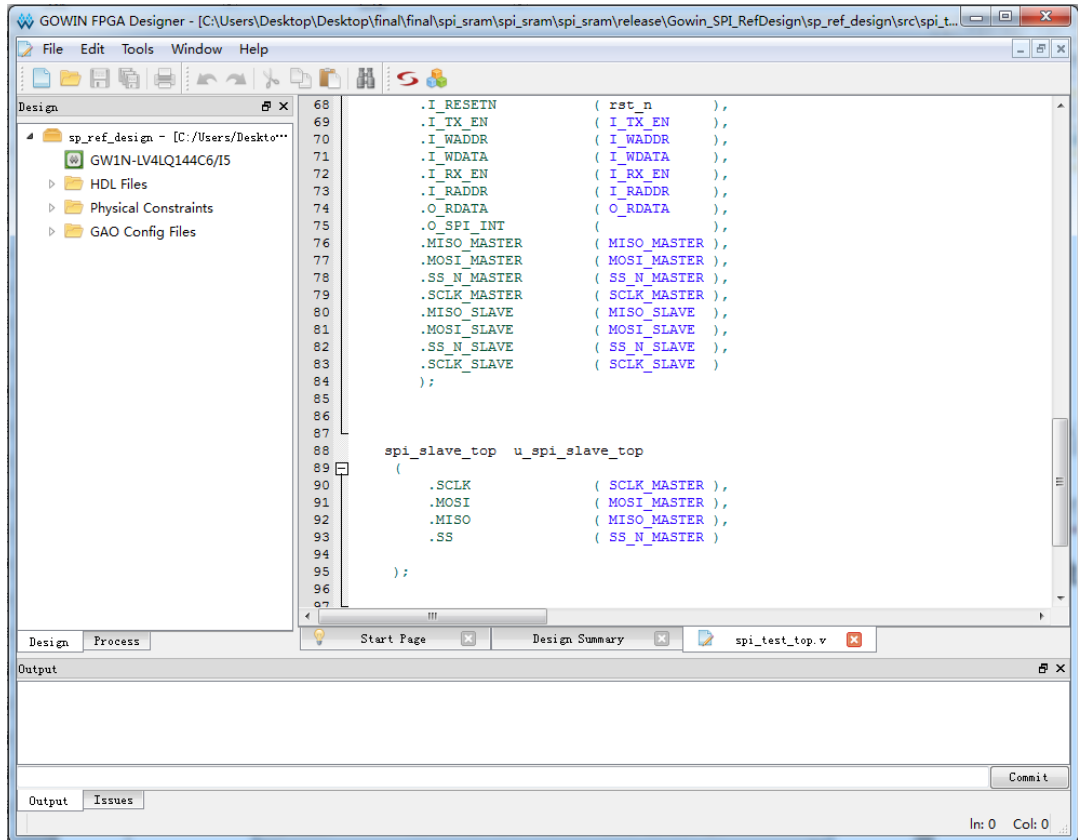 GOWIN FPGA Designer - [C:\Users\Desktop\Desktop\final\final\spi_sram\spi_sram\spi_sram\release\Gowin_SPI_RefDesign\sp_ref_design\src\spi_t...
File Edit Tools Window Help
Design
sp_ref_design - [C:/Users/Deskto...
GW1N-LV4LQ144C6/I5
HDL Files
Physical Constraints
GAO Config Files
68 .I_RESETN ( rst_n ),
69 .I_TX_EN ( I_TX_EN ),
70 .I_WADDR ( I_WADDR ),
71 .I_WDATA ( I_WDATA ),
72 .I_RX_EN ( I_RX_EN ),
73 .I_RADDR ( I_RADDR ),
74 .O_RDATA ( O_RDATA ),
75 .O_SPI_INT ( ),
76 .MISO_MASTER ( MISO_MASTER ),
77 .MOSI_MASTER ( MOSI_MASTER ),
78 .SS_N_MASTER ( SS_N_MASTER ),
79 .SCLK_MASTER ( SCLK_MASTER ),
80 .MISO_SLAVE ( MISO_SLAVE ),
81 .MOSI_SLAVE ( MOSI_SLAVE ),
82 .SS_N_SLAVE ( SS_N_SLAVE ),
83 .SCLK_SLAVE ( SCLK_SLAVE )
84 );
85
86
87
88 spi_slave_top u_spi_slave_top
89 (
90 .SCLK ( SCLK_MASTER ),
91 .MOSI ( MOSI_MASTER ),
92 .MISO ( MISO_MASTER ),
93 .SS ( SS_N_MASTER )
94
95 );
96
97
Design Process
Start Page Design Summary spi_test_top.v
Output
Commit
Output Issues
ln: 0 Col: 0